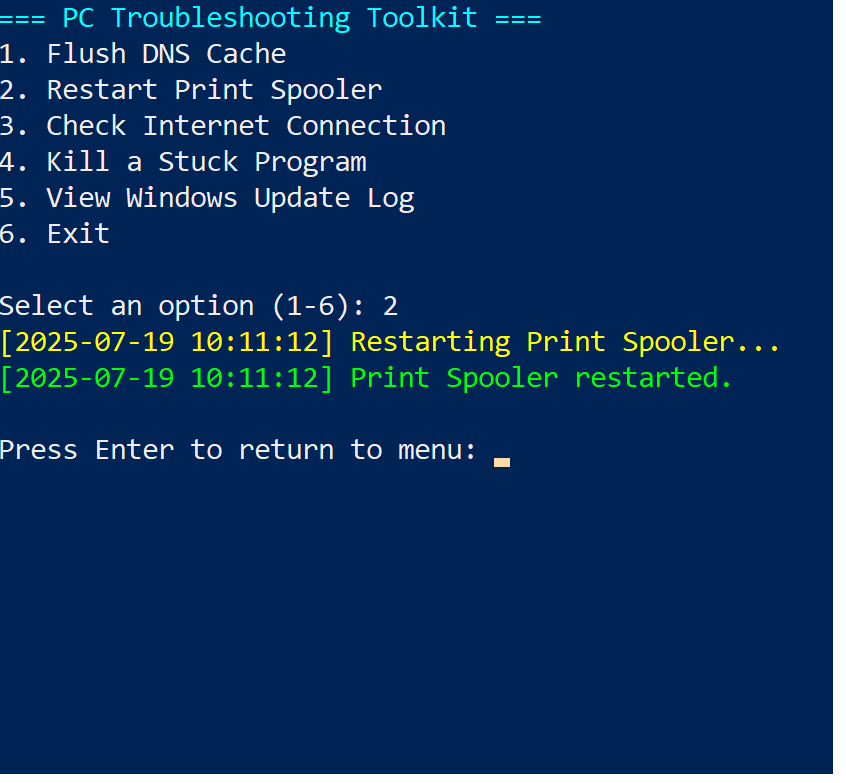 === PC Troubleshooting Toolkit ===
1. Flush DNS Cache
2. Restart Print Spooler
3. Check Internet Connection
4. Kill a Stuck Program
5. View Windows Update Log
6. Exit
Select an option (1-6): 2
[2025-07-19 10:11:12] Restarting Print Spooler...
[2025-07-19 10:11:12] Print Spooler restarted.
Press Enter to return to menu: